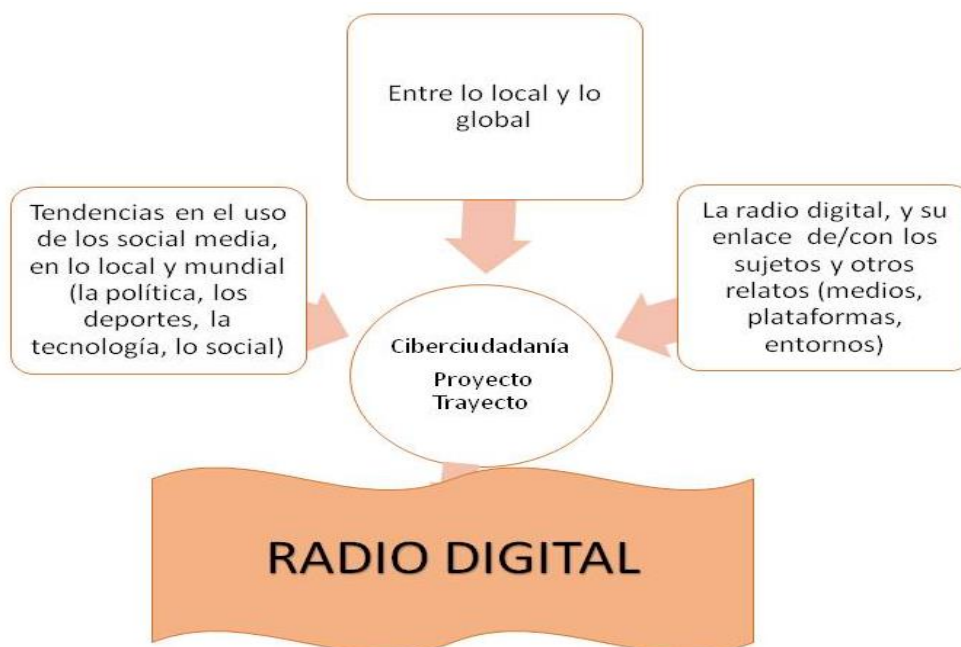 Entre lo local y lo
global
Tendencias en el uso
de los social media,
en lo local y mundial
(la política, los
deportes, la
tecnología, lo social)
La radio digital, y su
enlace de/con los
sujetos y otros
relatos (medios,
plataformas,
entornos)
Ciberciudadanía
Proyecto
Trayecto
RADIO DIGITAL